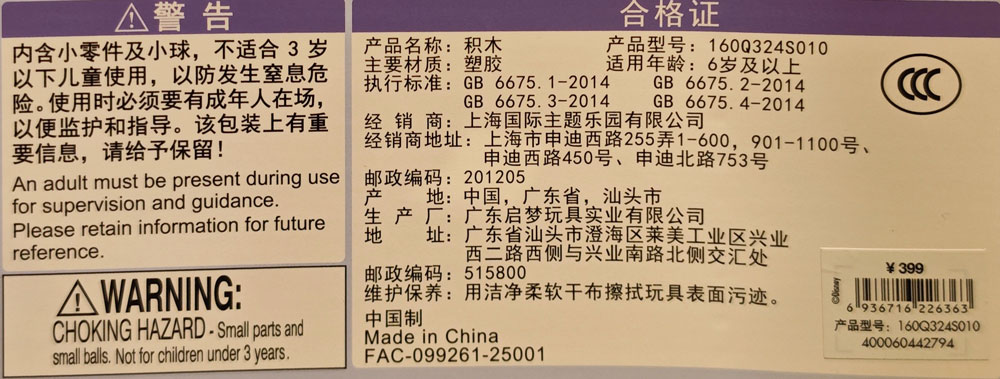 警告
内含小零件及小球，不适合 3 岁
以下儿童使用，以防发生窒息危
险。使用时必须要有成年人在场，
以便监护和指导。该包装上有重
要信息，请给予保留！
An adult must be present during use
for supervision and guidance.
Please retain information for future
reference.
WARNING:
CHOKING HAZARD - Small parts and
small balls. Not for children under 3 years.
合格证
产品名称：积木 产品型号：160Q324S010
主要材质：塑胶 适用年龄：6岁及以上
执行标准：GB 6675.1-2014 GB 6675.2-2014
GB 6675.3-2014 GB 6675.4-2014
经 销 商：上海国际主题乐园有限公司
经销商地址：上海市申迪西路255弄1-600，901-1100号、
申迪西路450号、申迪北路753号
邮政编码：201205
产 地：中国，广东省，汕头市
生 产 厂：广东启梦玩具实业有限公司
地 址：广东省汕头市澄海区莱美工业区兴业
西二路西侧与兴业南路北侧交汇处
邮政编码：515800
维护保养：用洁净柔软干布擦拭玩具表面污迹。
中国制
Made in China
FAC-099261-25001
CCC
¥399
©Disney
6 936716 226363
产品型号：160Q324S010
400060442794